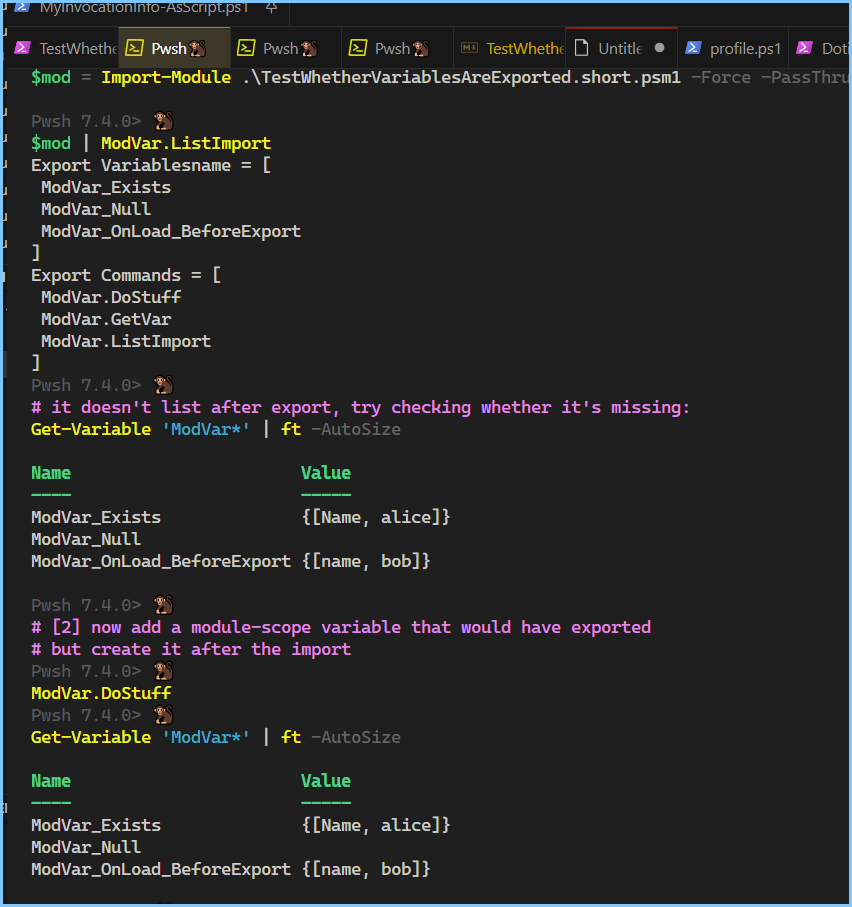 MyInvocationInfo-AsScript.ps1
TestWhethe Pwsh Pwsh Pwsh TestWhethe Untitle profile.ps1 Doti
$mod = Import-Module .\TestWhetherVariablesAreExported.short.psm1 -Force -PassThru
Pwsh 7.4.0> 🐒
$mod | ModVar.ListImport
Export Variablesname = [
 ModVar_Exists
 ModVar_Null
 ModVar_OnLoad_BeforeExport
]
Export Commands = [
 ModVar.DoStuff
 ModVar.GetVar
 ModVar.ListImport
]
Pwsh 7.4.0> 🐒
# it doesn't list after export, try checking whether it's missing:
Get-Variable 'ModVar*' | ft -AutoSize
Name Value
---- -----
ModVar_Exists {[Name, alice]}
ModVar_Null
ModVar_OnLoad_BeforeExport {[name, bob]}
Pwsh 7.4.0> 🐒
# [2] now add a module-scope variable that would have exported
# but create it after the import
Pwsh 7.4.0> 🐒
ModVar.DoStuff
Pwsh 7.4.0> 🐒
Get-Variable 'ModVar*' | ft -AutoSize
Name Value
---- -----
ModVar_Exists {[Name, alice]}
ModVar_Null
ModVar_OnLoad_BeforeExport {[name, bob]}